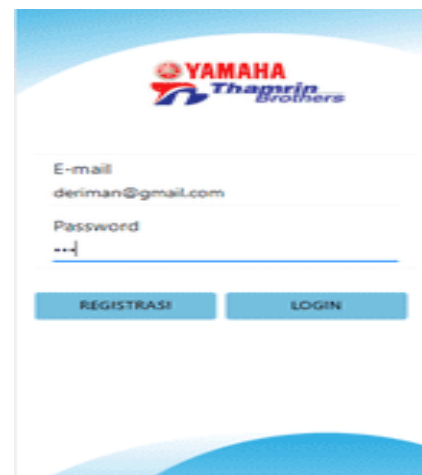 YAMAHA
Thamrin
Brothers
E-mail
deriman@gmail.com
Password
•••
REGISTRASI LOGIN